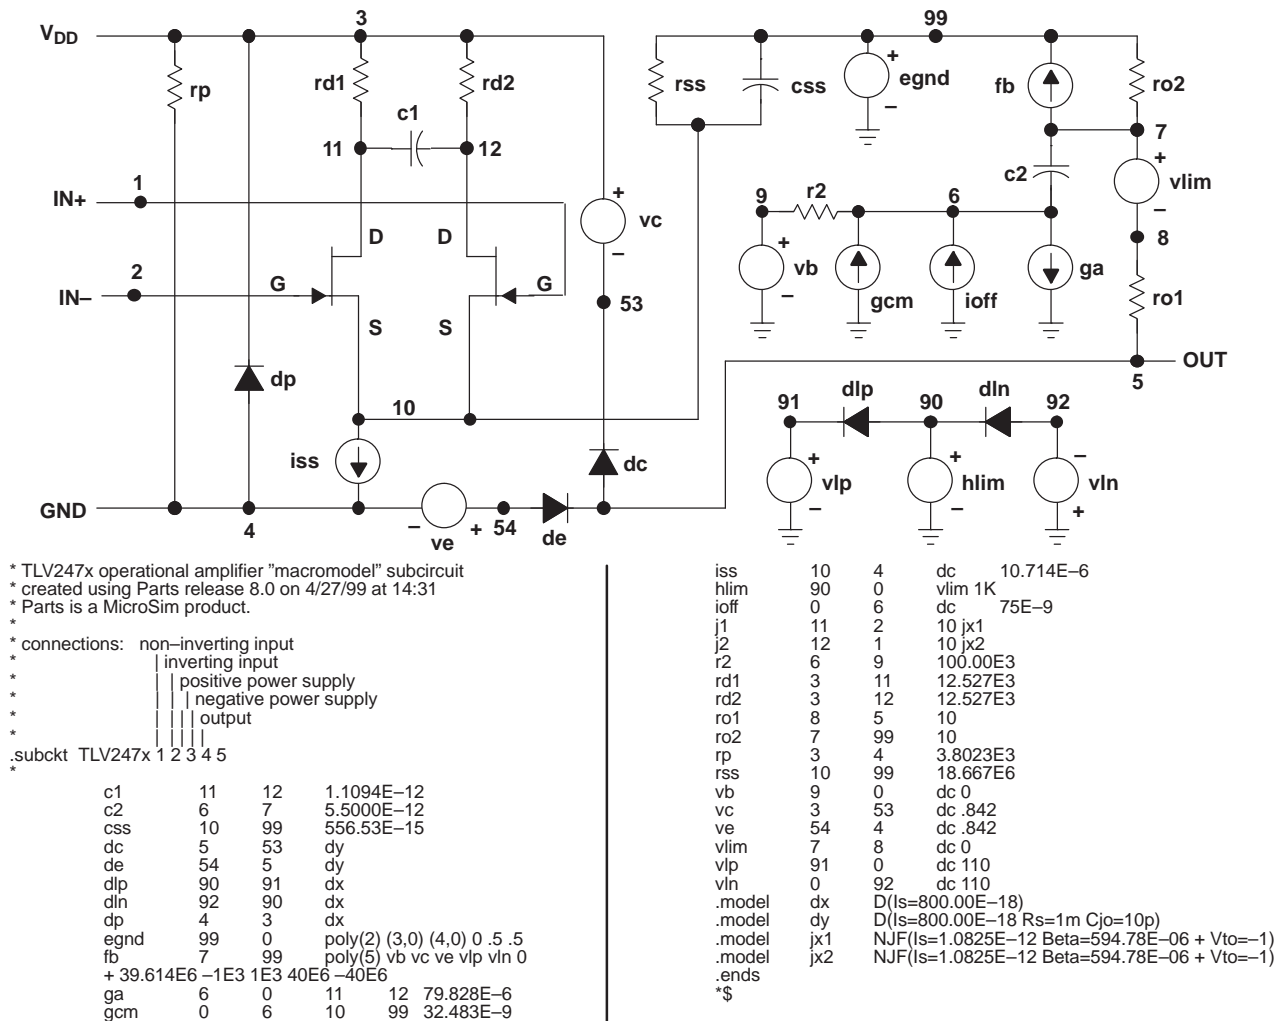 3
99
VDD
rp
rd1
rd2
rss
css
egnd
+
–
fb
ro2
c1
11
12
7
c2
+
vlim
–
1
IN+
9
r2
6
8
D
D
+
vc
–
2
IN–
G
G
+
vb
–
gcm
ioff
ga
ro1
53
S
S
OUT
5
dp
dlp
dln
10
91
90
92
iss
dc
+
vlp
–
+
hlim
–
–
vln
+
GND
4
–
ve
+
54
de
* TLV247x operational amplifier ”macromodel” subcircuit
* created using Parts release 8.0 on 4/27/99 at 14:31
* Parts is a MicroSim product.
*
* connections: non–inverting input
* | inverting input
* | | positive power supply
* | | | negative power supply
* | | | | output
* | | | | |
.subckt TLV247x 1 2 3 4 5
*
c1 11 12 1.1094E–12
c2 6 7 5.5000E–12
css 10 99 556.53E–15
dc 5 53 dy
de 54 5 dy
dlp 90 91 dx
dln 92 90 dx
dp 4 3 dx
egnd 99 0 poly(2) (3,0) (4,0) 0 .5 .5
fb 7 99 poly(5) vb vc ve vlp vln 0
+ 39.614E6 –1E3 1E3 40E6 –40E6
ga 6 0 11 12 79.828E–6
gcm 0 6 10 99 32.483E–9
iss 10 4 dc 10.714E–6
hlim 90 0 vlim 1K
ioff 0 6 dc 75E–9
j1 11 2 10 jx1
j2 12 1 10 jx2
r2 6 9 100.00E3
rd1 3 11 12.527E3
rd2 3 12 12.527E3
ro1 8 5 10
ro2 7 99 10
rp 3 4 3.8023E3
rss 10 99 18.667E6
vb 9 0 dc 0
vc 3 53 dc .842
ve 54 4 dc .842
vlim 7 8 dc 0
vlp 91 0 dc 110
vln 0 92 dc 110
.model dx D(Is=800.00E–18)
.model dy D(Is=800.00E–18 Rs=1m Cjo=10p)
.model jx1 NJF(Is=1.0825E–12 Beta=594.78E–06 + Vto=–1)
.model jx2 NJF(Is=1.0825E–12 Beta=594.78E–06 + Vto=–1)
.ends
*$